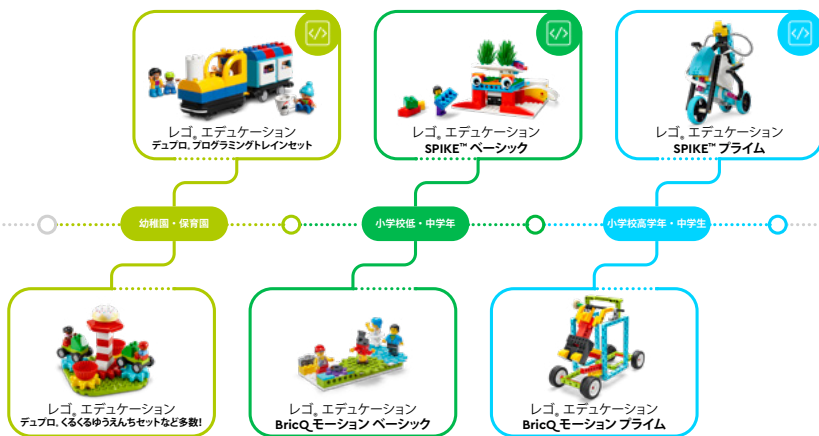 </>
</>
</>
レゴ® エデュケーション
デュプロ® プログラミングトレインセット
レゴ® エデュケーション
SPIKE™ ベーシック
レゴ® エデュケーション
SPIKE™ プライム
幼稚園・保育園
小学校低・中学年
小学校高学年・中学生
レゴ® エデュケーション
デュプロ® くるくるゆうえんちセットなど多数!
レゴ® エデュケーション
BricQ モーション ベーシック
レゴ® エデュケーション
BricQ モーション プライム